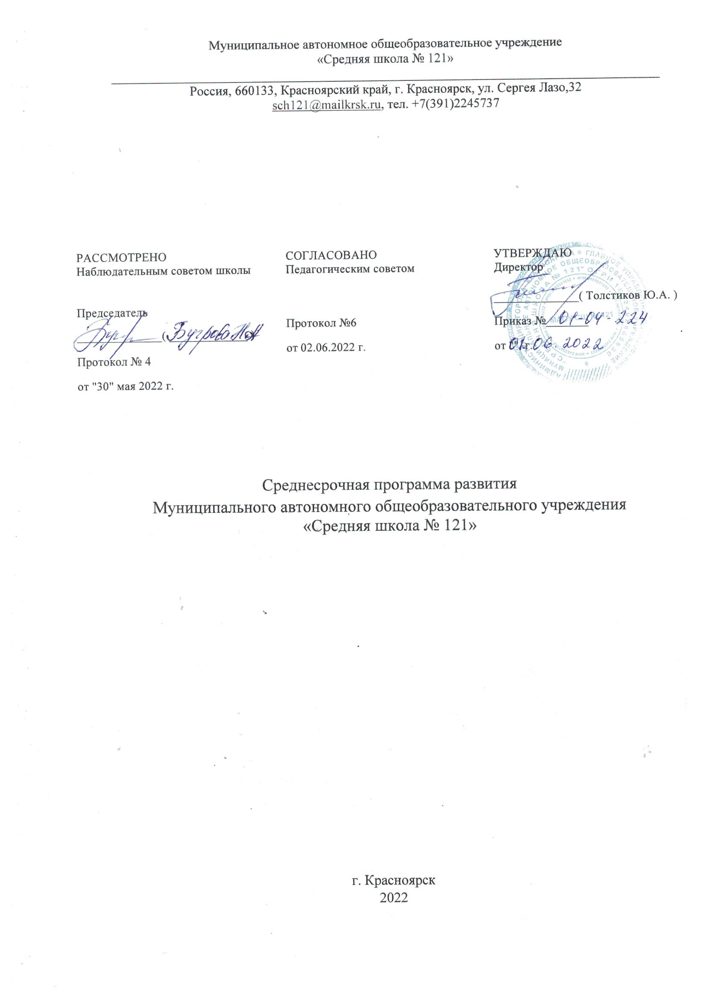 Муниципальное автономное общеобразовательное учреждение
«Средняя школа № 121»
Россия, 660133, Красноярский край, г. Красноярск, ул. Сергея Лазо,32
sch121@mailkrsk.ru, тел. +7(391)2245737
РАССМОТРЕНО
Наблюдательным советом школы
Председатель
( Бугрова Н.А
Протокол № 4
от "30" мая 2022 г.
СОГЛАСОВАНО
Педагогическим советом
Протокол №6
от 02.06.2022 г.
УТВЕРЖДАЮ
Директор
( Толстиков Ю.А. )
Приказ № 01-04-224
от 01.06.2022
Среднесрочная программа развития
Муниципального автономного общеобразовательного учреждения
«Средняя школа № 121»
г. Красноярск
2022